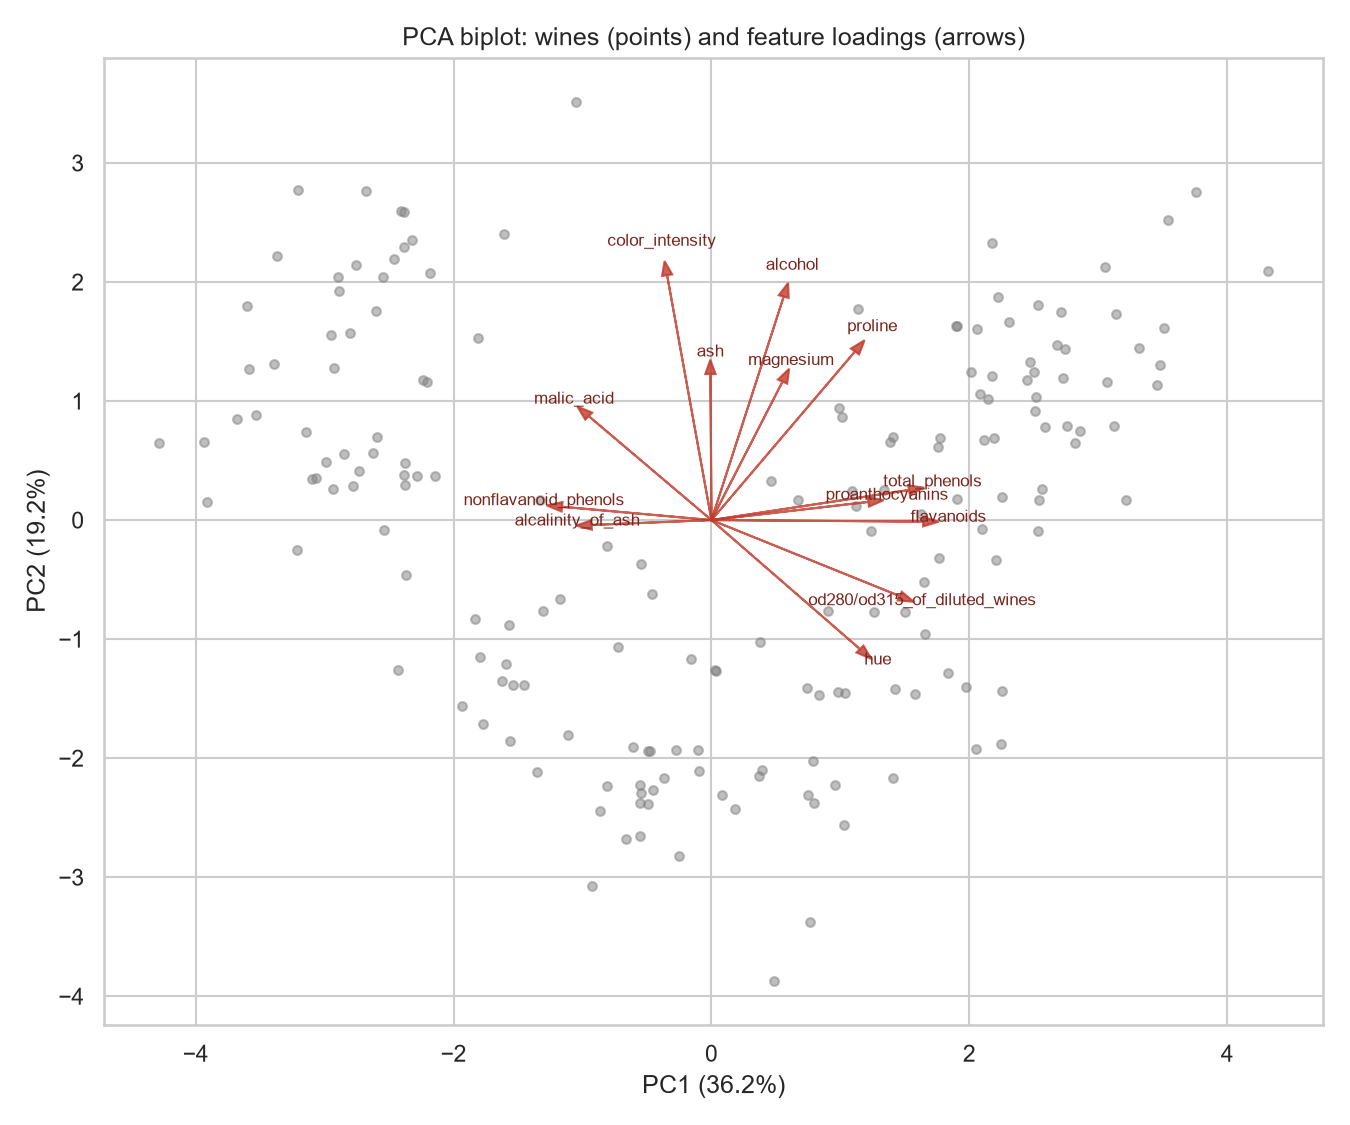 PCA biplot: wines (points) and feature loadings (arrows)
PC2 (19.2%)
3
2
1
0
−1
−2
−3
−4
color_intensity
alcohol
proline
ash
magnesium
malic_acid
total_phenols
proanthocyanins
nonflavanoid_phenols
flavanoids
alcalinity_of_ash
od280/od315_of_diluted_wines
hue
−4
−2
0
2
4
PC1 (36.2%)